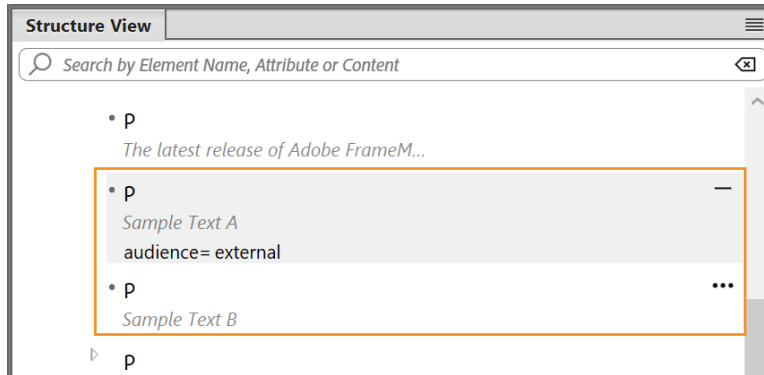 Structure View
Search by Element Name, Attribute or Content
P
The latest release of Adobe FrameM...
P
Sample Text A
audience= external
P
Sample Text B
P